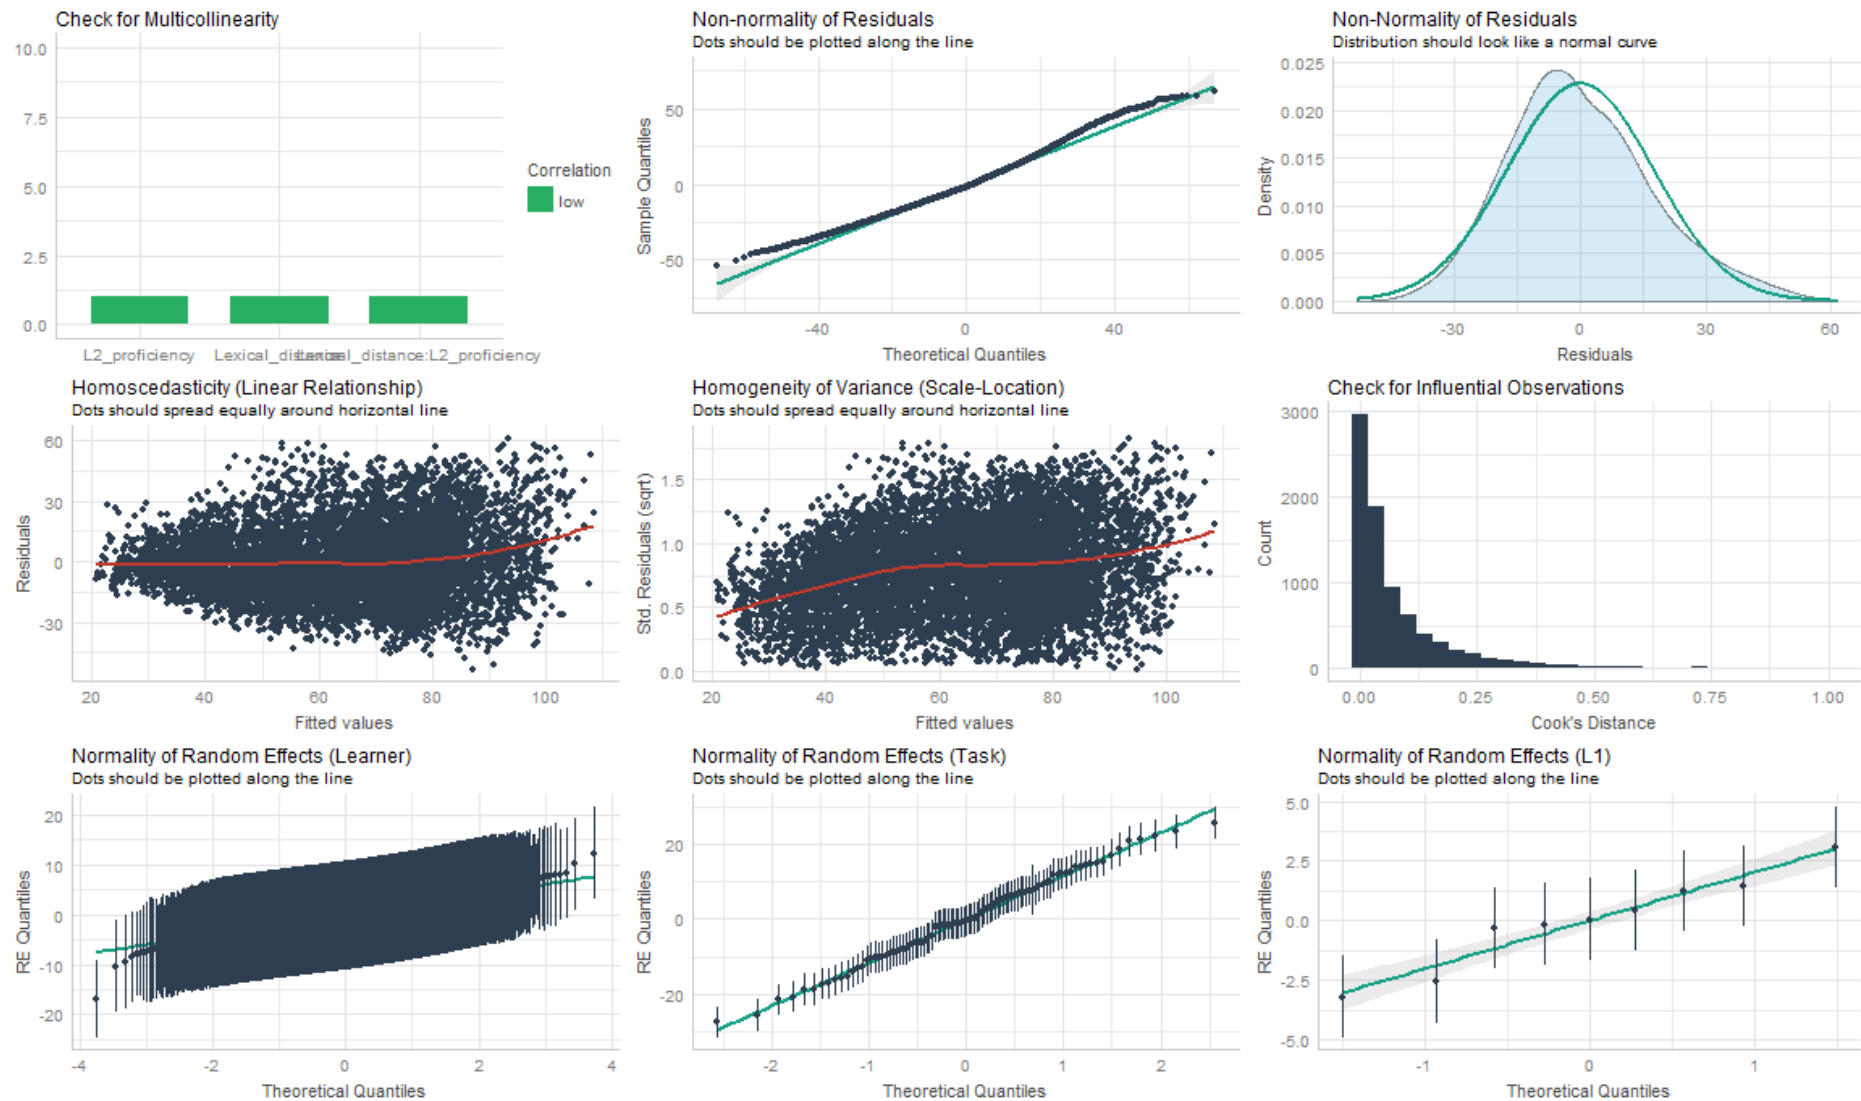 Check for Multicollinearity
10.0
7.5
5.0
2.5
0.0
L2_proficiency
Lexical_distance
Lexical_distance:L2_proficiency
Correlation
low
Non-normality of Residuals
Dots should be plotted along the line
Sample Quantiles
50
0
-50
-40 0 40
Theoretical Quantiles
Non-Normality of Residuals
Distribution should look like a normal curve
Density
0.025
0.020
0.015
0.010
0.005
0.000
-30 0 30 60
Residuals
Homoscedasticity (Linear Relationship)
Dots should spread equally around horizontal line
Residuals
60
30
0
-30
20 40 60 80 100
Fitted values
Homogeneity of Variance (Scale-Location)
Dots should spread equally around horizontal line
Std. Residuals (sqrt)
1.5
1.0
0.5
0.0
20 40 60 80 100
Fitted values
Check for Influential Observations
Count
3000
2000
1000
0
0.00 0.25 0.50 0.75 1.00
Cook's Distance
Normality of Random Effects (Learner)
Dots should be plotted along the line
RE Quantiles
20
10
0
-10
-20
-4 -2 0 2 4
Theoretical Quantiles
Normality of Random Effects (Task)
Dots should be plotted along the line
RE Quantiles
20
0
-20
-2 -1 0 1 2
Theoretical Quantiles
Normality of Random Effects (L1)
Dots should be plotted along the line
RE Quantiles
5.0
2.5
0.0
-2.5
-5.0
-1 0 1
Theoretical Quantiles